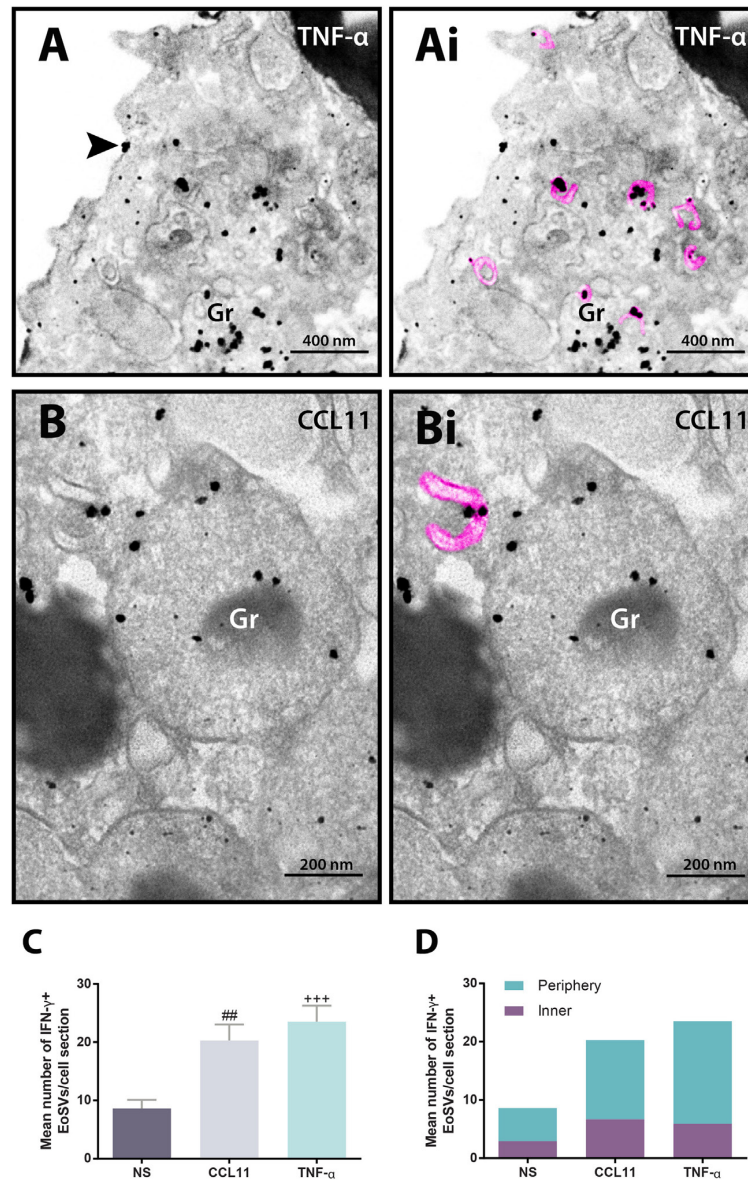 A
TNF-α
Gr
400 nm
Ai
TNF-α
Gr
400 nm
B
CCL11
Gr
200 nm
Bi
CCL11
Gr
200 nm
C
Mean number of IFN-γ+
EoSVs/cell section
30
20
10
0
##
+++
NS
CCL11
TNF-α
D
Mean number of IFN-γ+
EoSVs/cell section
30
20
10
0
Periphery
Inner
NS
CCL11
TNF-α